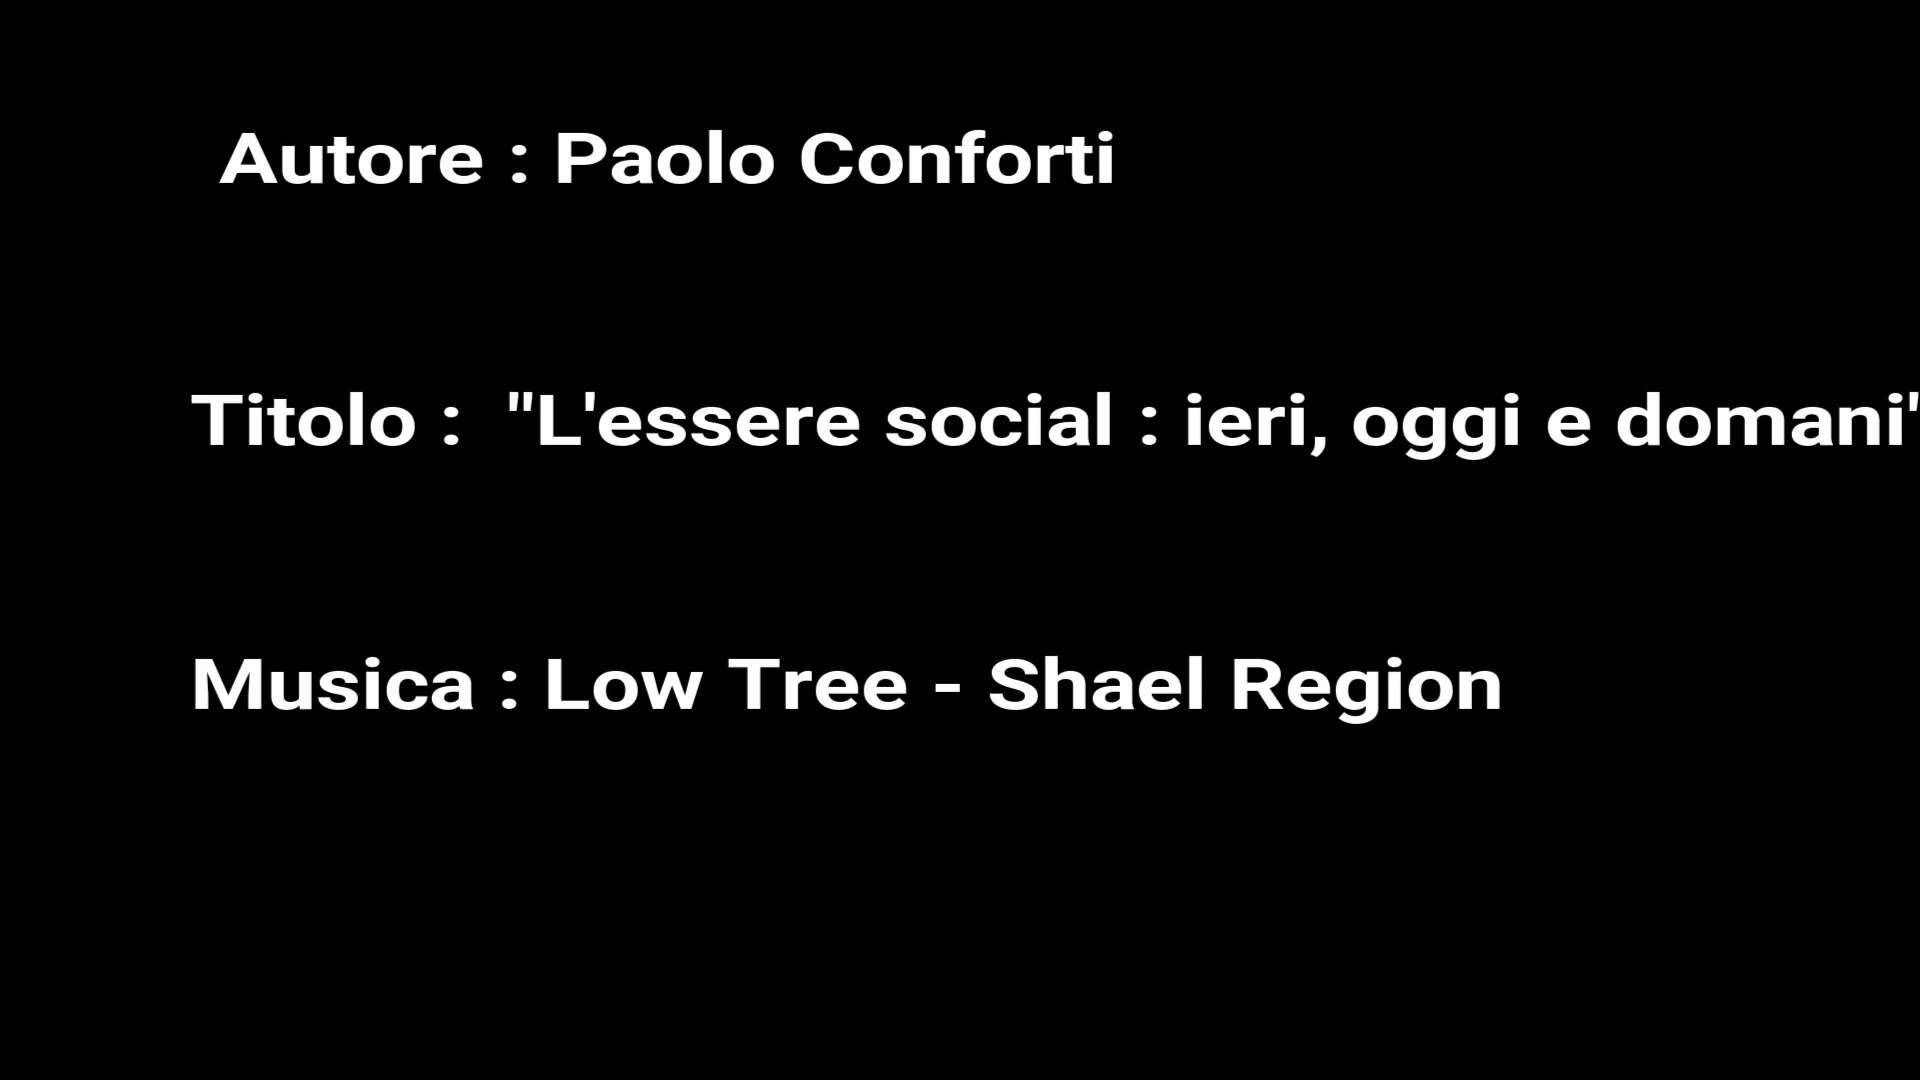 Autore : Paolo Conforti
Titolo : "L'essere social : ieri, oggi e domani"
Musica : Low Tree - Shael Region